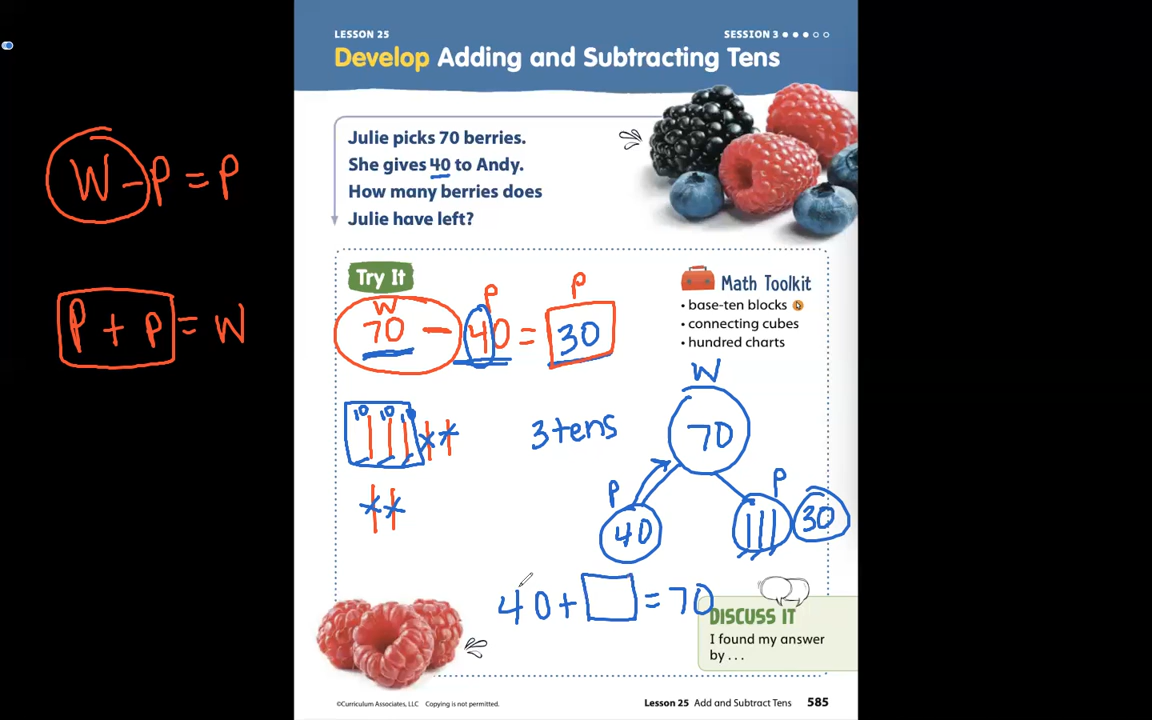 LESSON 25
SESSION 3
Develop Adding and Subtracting Tens
Julie picks 70 berries.
She gives 40 to Andy.
How many berries does
Julie have left?
W - P = P
P + P = W
Try It
W P P
70 - 40 = 30
Math Toolkit
• base-ten blocks
• connecting cubes
• hundred charts
10 10 10
3 tens
W
70
P
40
P
30
40 + = 70
DISCUSS IT
I found my answer
by . . .
©Curriculum Associates, LLC Copying is not permitted.
Lesson 25 Add and Subtract Tens 585